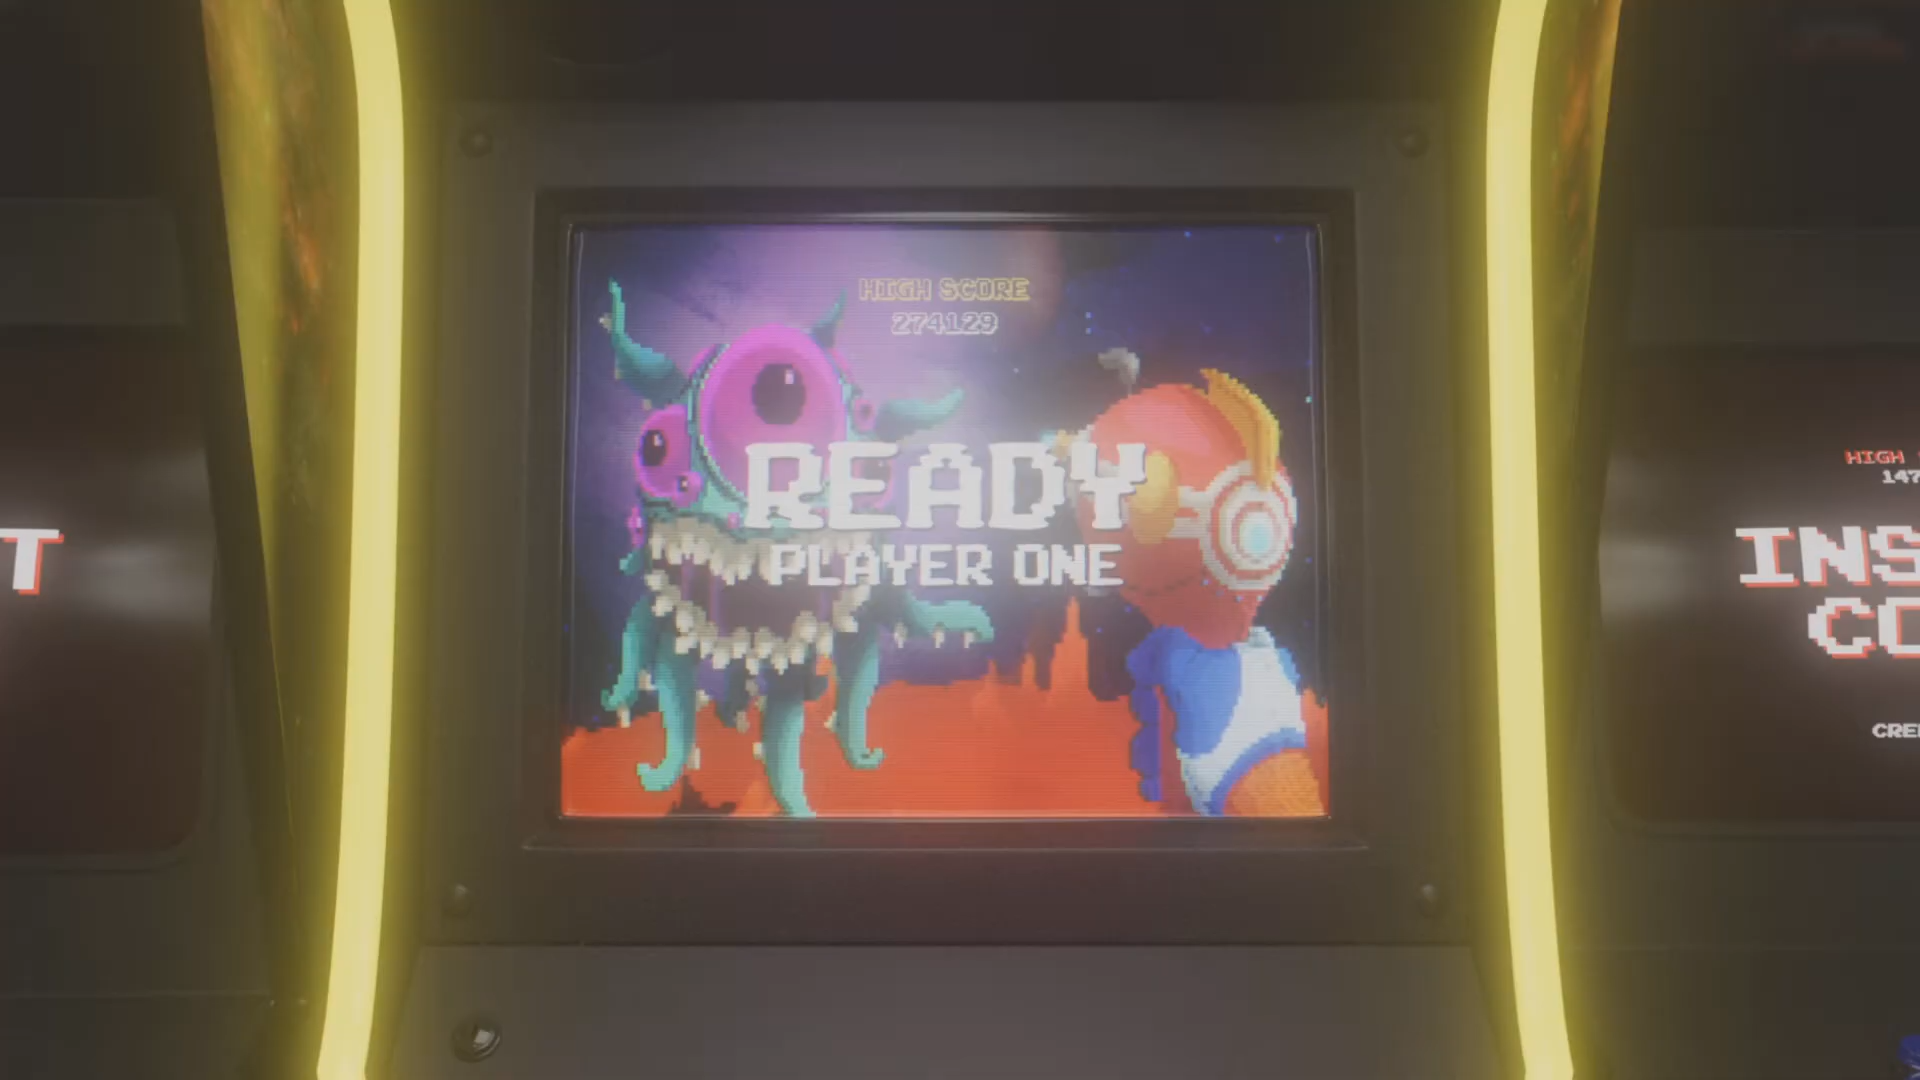 HIGH SCORE
274129
READY
PLAYER ONE
T
HIGH
147
INS
CO
CRE